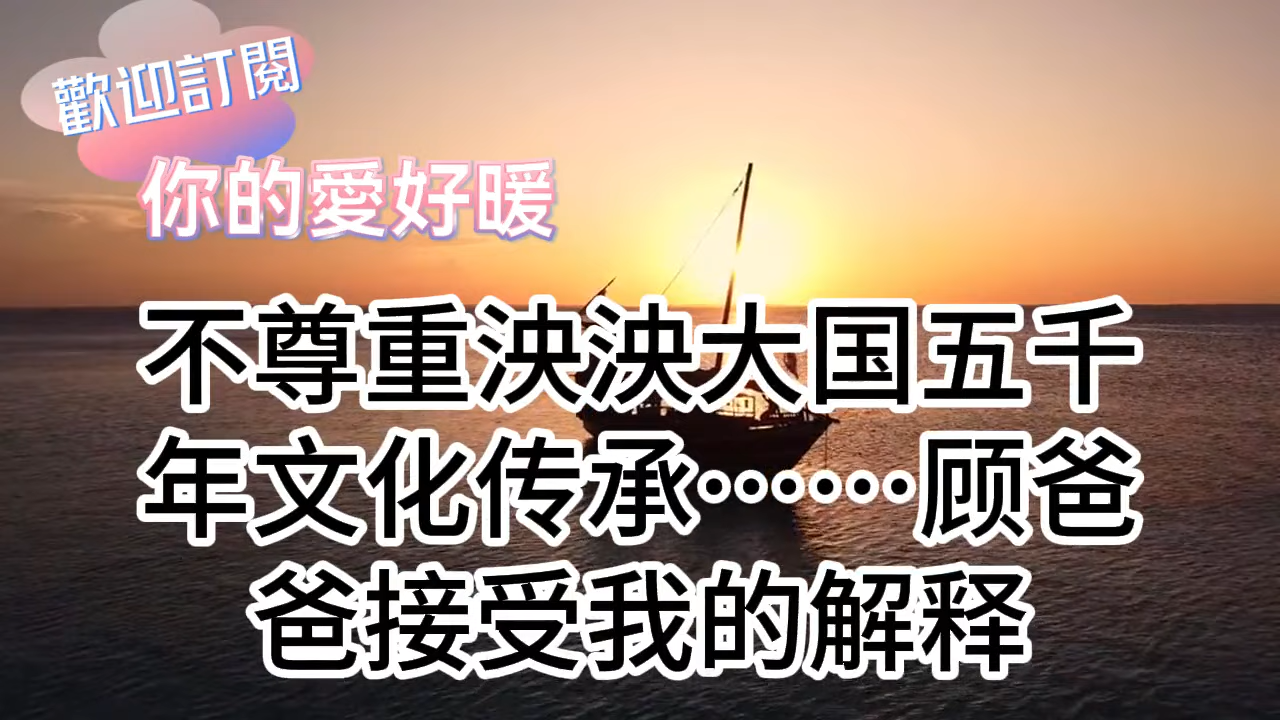 歡迎訂閱
你的愛好暖
不尊重泱泱大国五千
年文化传承……顾爸
爸接受我的解释